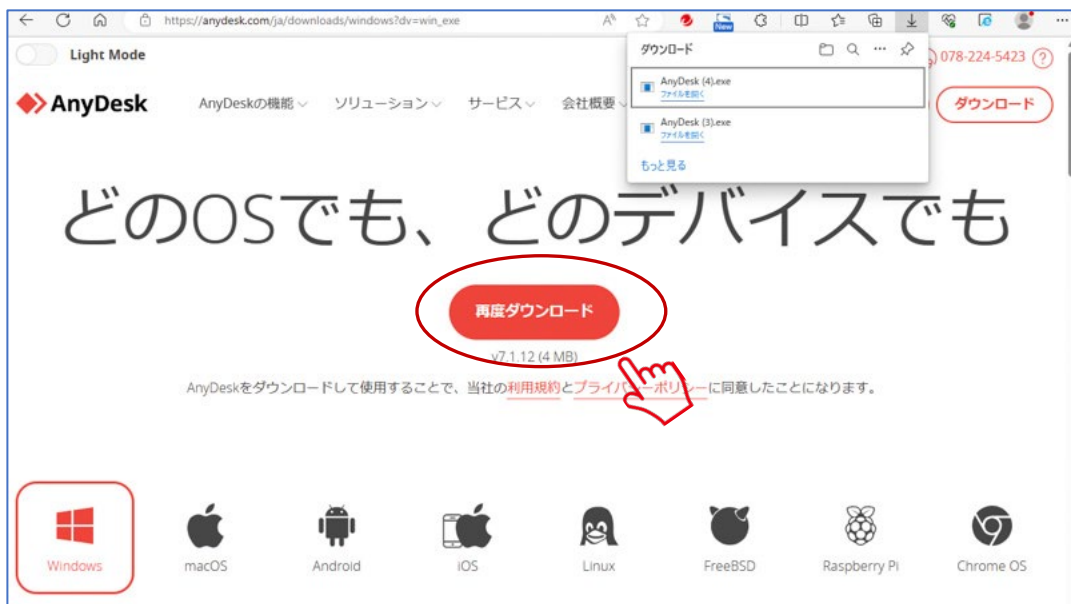 https://anydesk.com/ja/downloads/windows?dv=win_exe
New
Light Mode
078-224-5423
AnyDesk
AnyDeskの機能
ソリューション
サービス
会社概要
ダウンロード
ダウンロード
AnyDesk (4).exe
ファイルを開く
AnyDesk (3).exe
ファイルを開く
もっと見る
どのOSでも、どのデバイスでも
再度ダウンロード
v7.1.12 (4 MB)
AnyDeskをダウンロードして使用することで、当社の利用規約とプライバシーポリシーに同意したことになります。
Windows
macOS
Android
iOS
Linux
FreeBSD
Raspberry Pi
Chrome OS